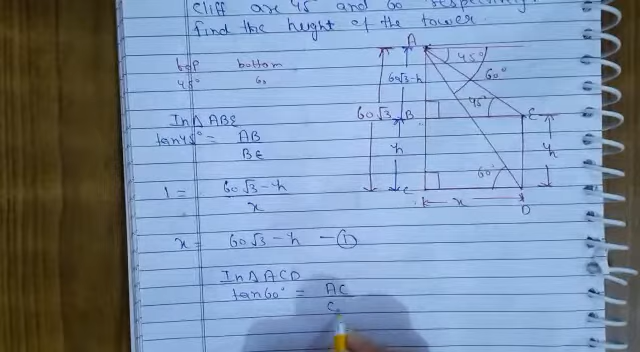 cliff are 45° and 60° respectively
find the height of the tower
top bottom
45° 60
In △ ABE
tan45° = AB
BE
1 = 60√3-h
x
x = 60√3-h —①
In △ ACD
tan60° = AC
C
A
45°
60°
60√3-h
60√3
B
45°
E
h
h
60°
C
x
D